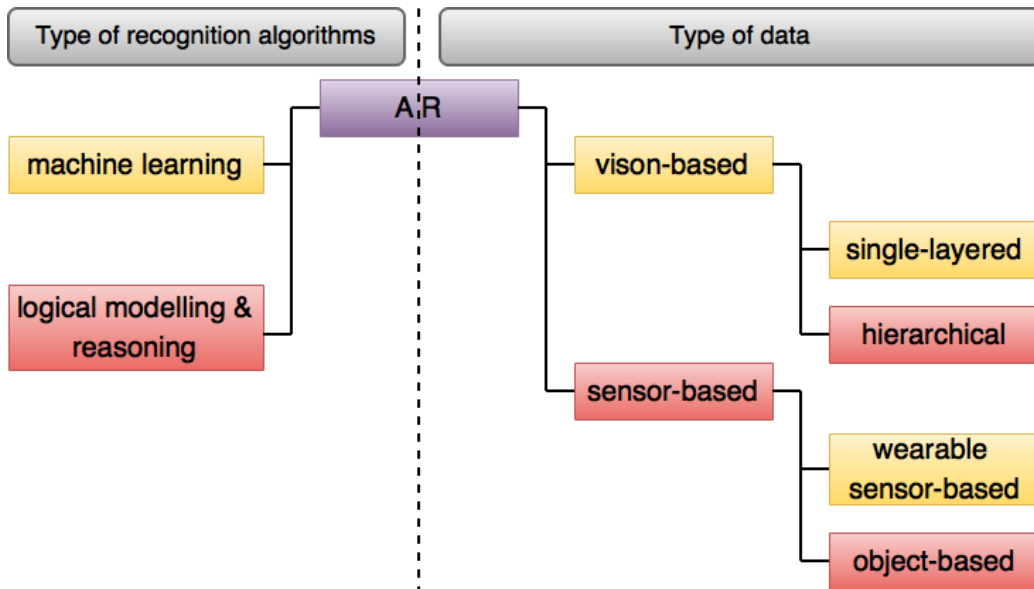 Type of recognition algorithms
Type of data
A R
machine learning
logical modelling &
reasoning
vison-based
single-layered
hierarchical
sensor-based
wearable
sensor-based
object-based